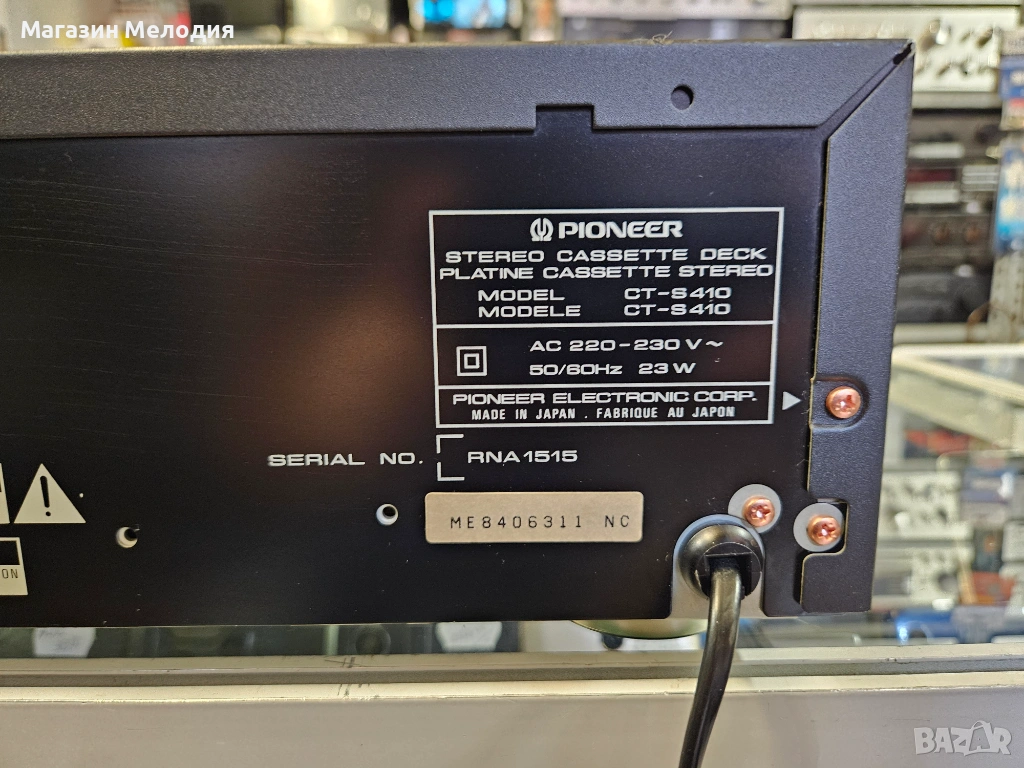 Магазин Мелодия
PIONEER
STEREO CASSETTE DECK
PLATINE CASSETTE STEREO
MODEL CT-S410
MODELE CT-S410
AC 220-230 V ~
50/60Hz 23 W
PIONEER ELECTRONIC CORP.
MADE IN JAPAN . FABRIQUE AU JAPON
SERIAL NO. RNA1515
ME8406311 NC
ON
BAZAR